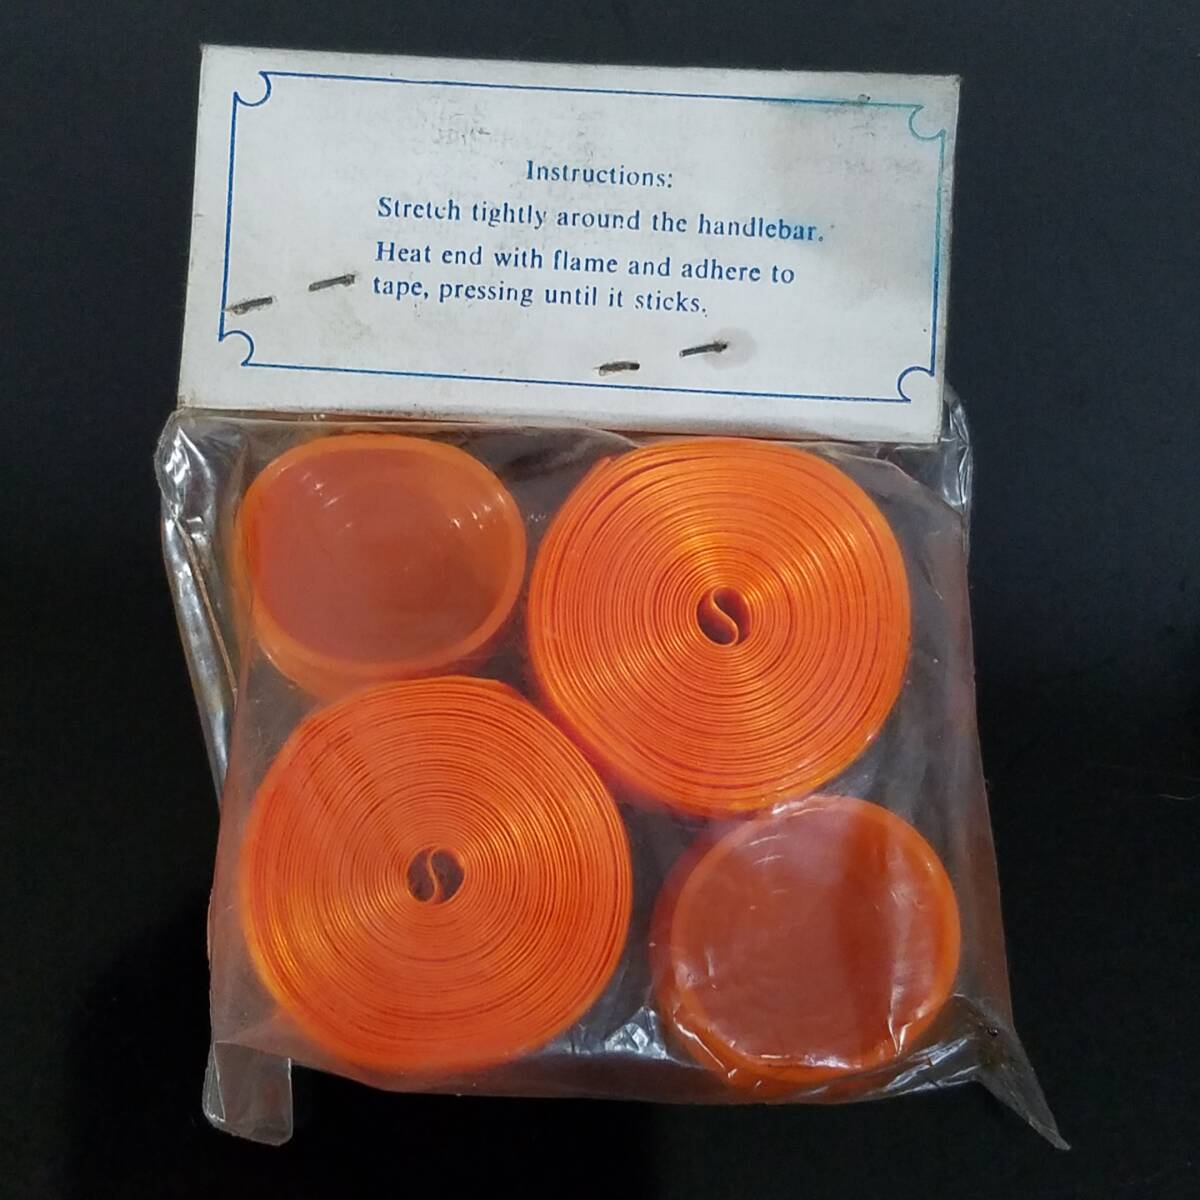 Instructions:
Stretch tightly around the handlebar.
Heat end with flame and adhere to
tape, pressing until it sticks.